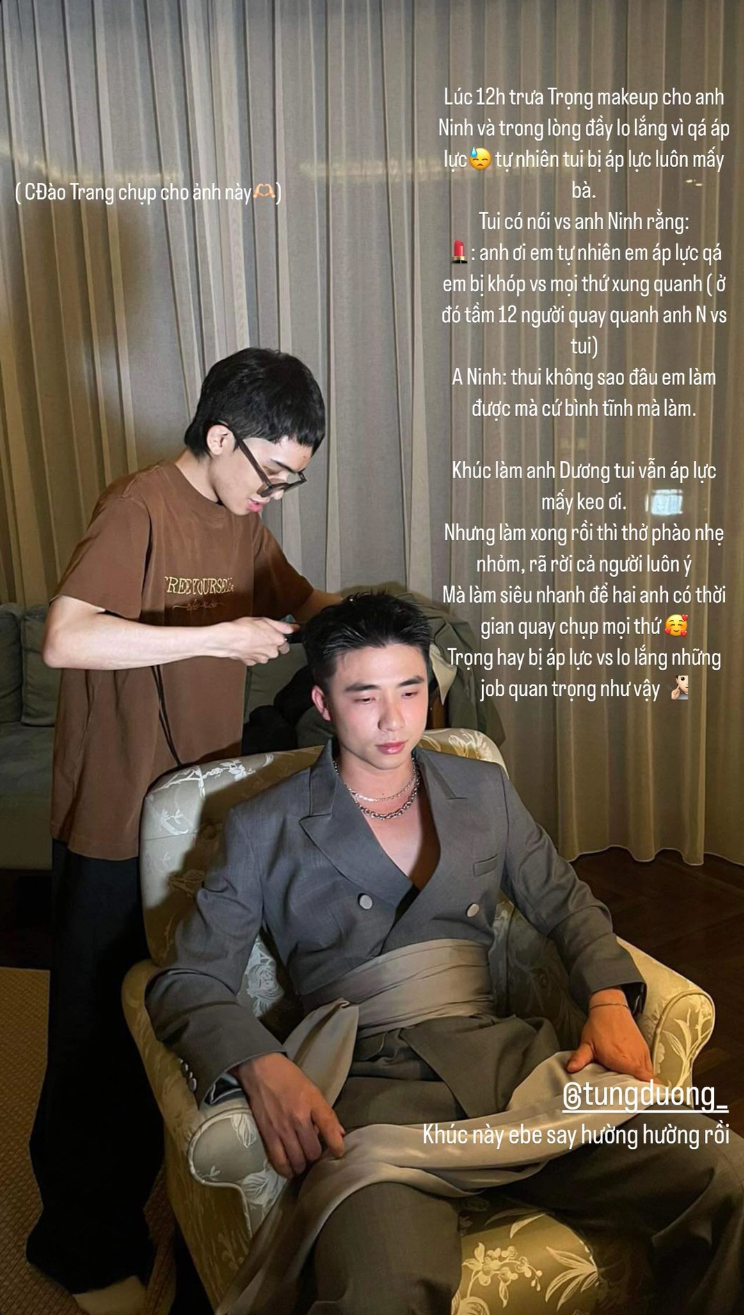 Lúc 12h trưa Trọng makeup cho anh
Ninh và trong lòng đầy lo lắng vì qá áp
lực😓 tự nhiên tui bị áp lực luôn mấy
bà.
( CĐào Trang chụp cho ảnh này🫶🏻)
Tui có nói vs anh Ninh rằng:
💄: anh ơi em tự nhiên em áp lực qá
em bị khóp vs mọi thứ xung quanh ( ở
đó tầm 12 người quay quanh anh N vs
tui)
A Ninh: thui không sao đâu em làm
được mà cứ bình tĩnh mà làm.
Khúc làm anh Dương tui vẫn áp lực
mấy keo ơi.
Nhưng làm xong rồi thì thở phào nhẹ
nhỏm, rã rời cả người luôn ý
Mà làm siêu nhanh để hai anh có thời
gian quay chụp mọi thứ 🥰
Trọng hay bị áp lực vs lo lắng những
job quan trọng như vậy 🤌🏻
@tungduong_
Khúc này ebe say hường hường rồi